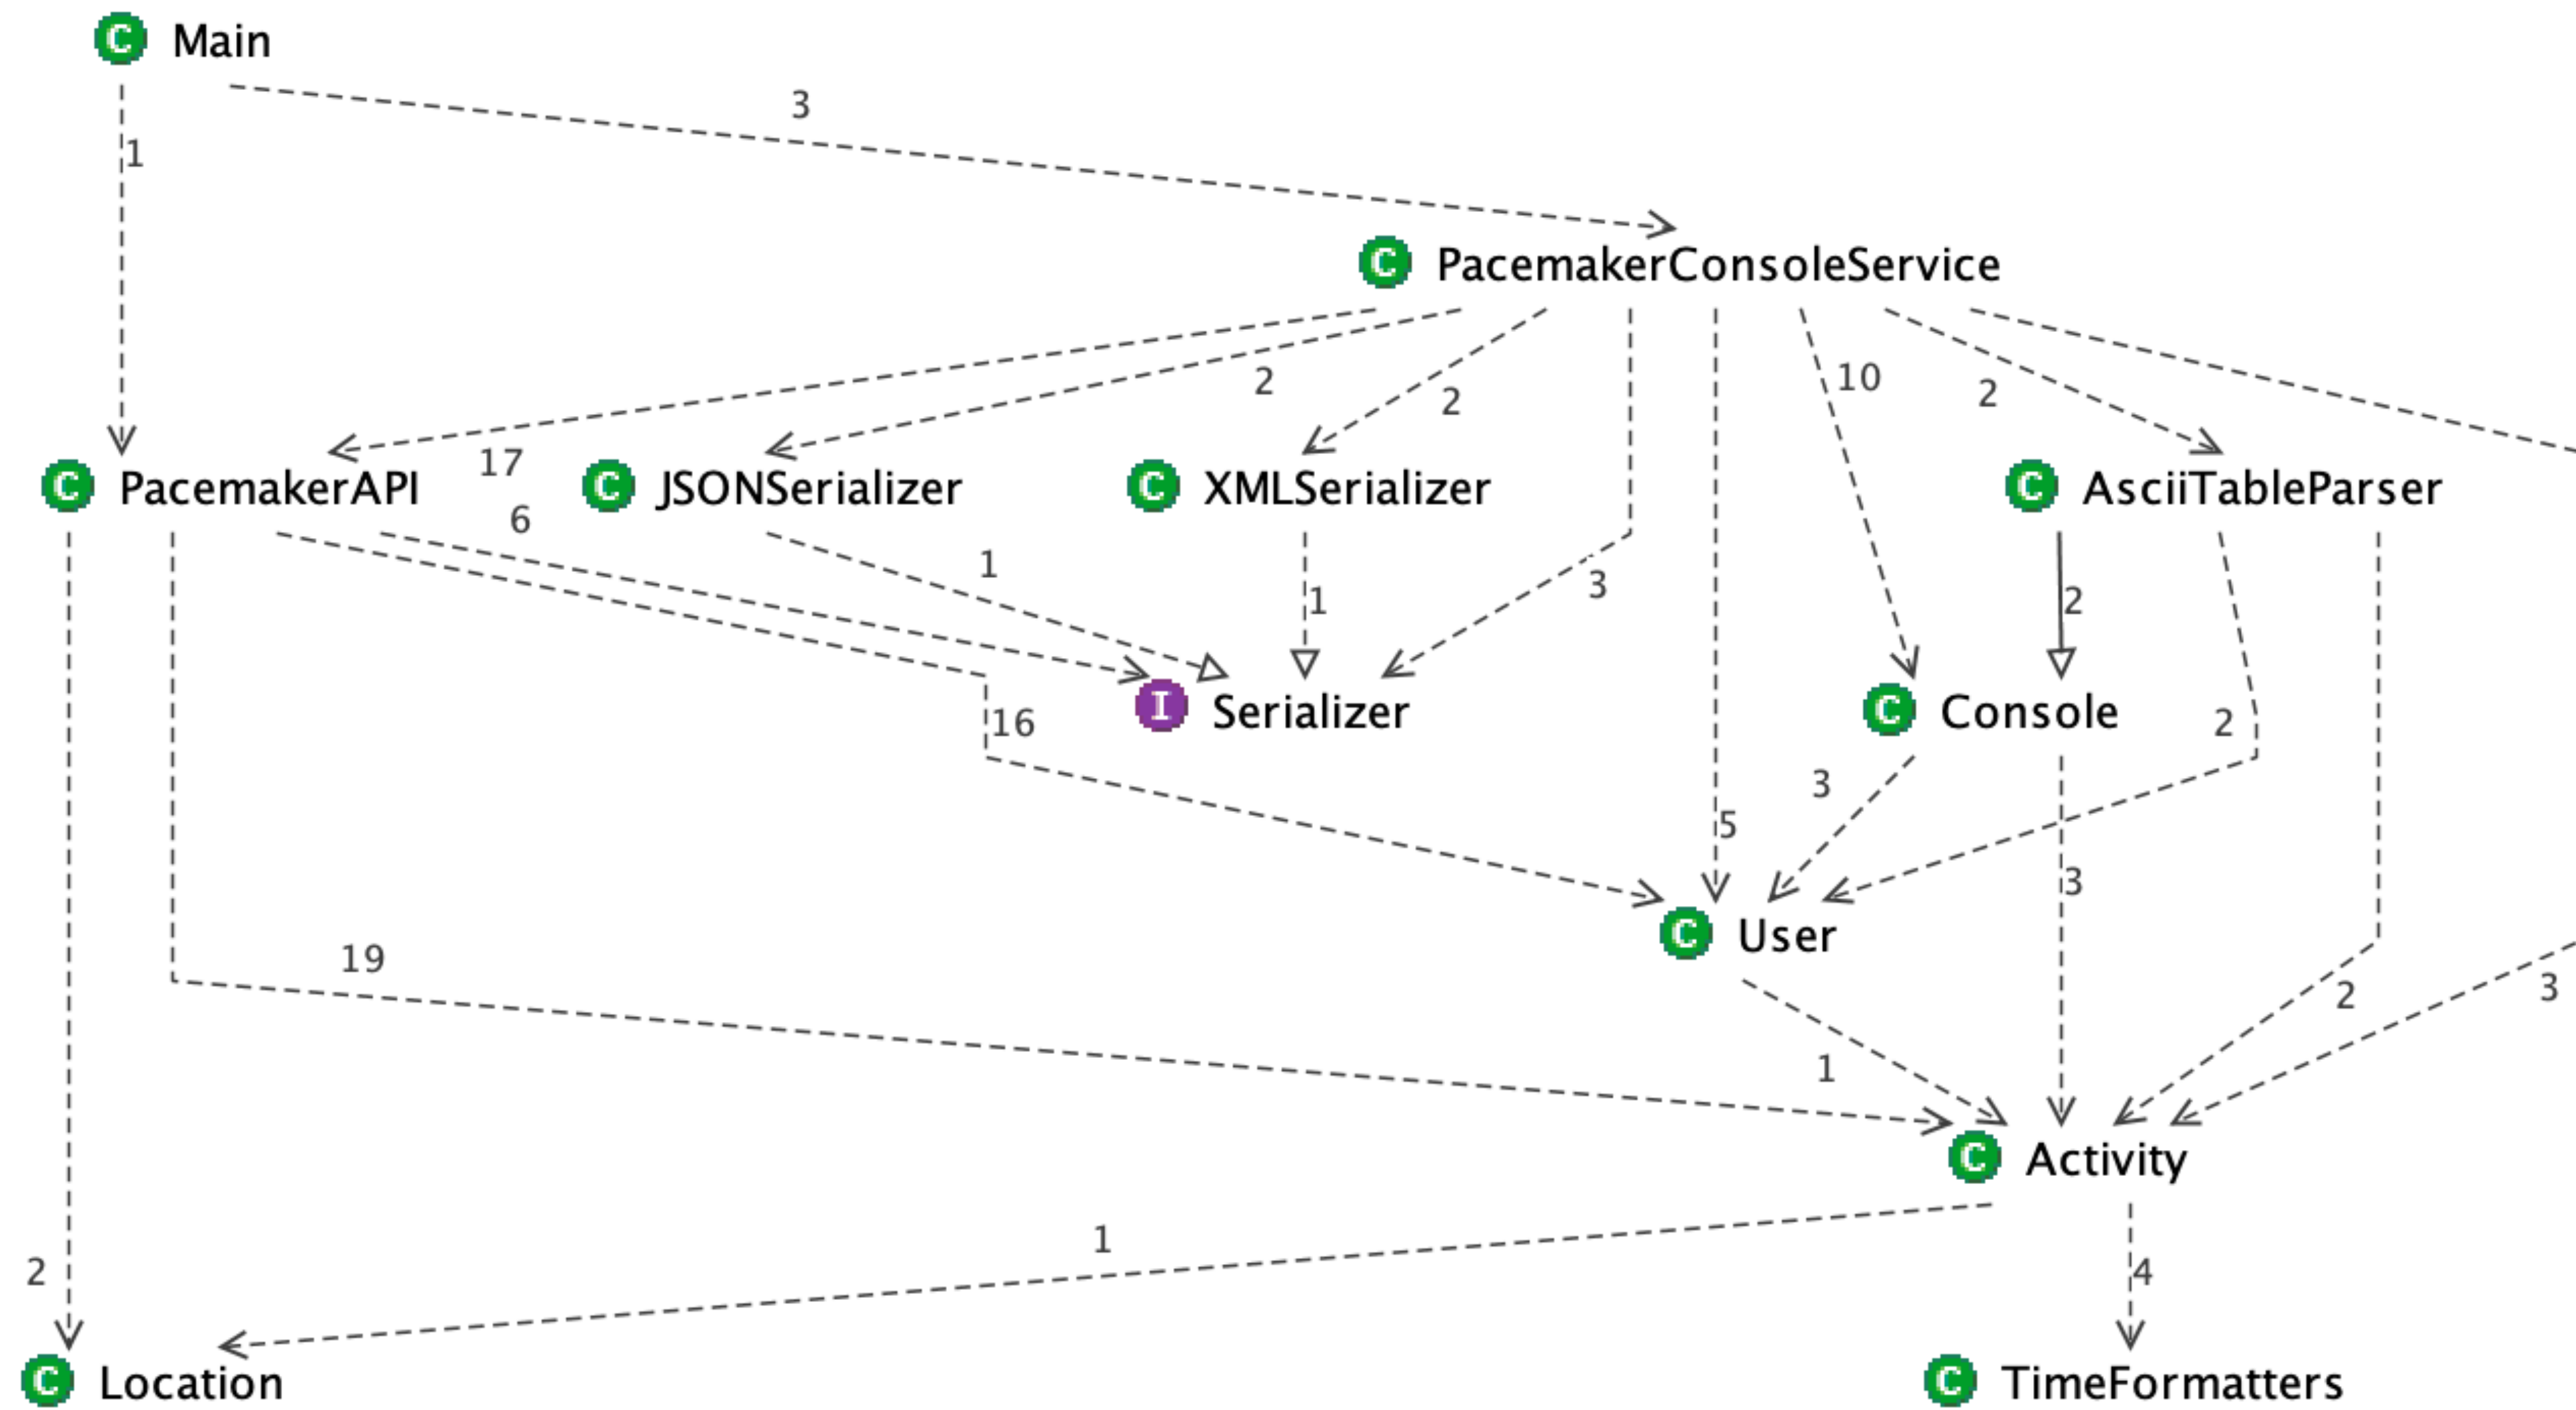 C Main
3
1
C PacemakerConsoleService
2
2
10
2
17
C PacemakerAPI
C JSONSerializer
C XMLSerializer
C AsciiTableParser
6
1
1
3
2
I Serializer
C Console
16
2
3
5
3
C User
19
2
3
1
C Activity
1
2
4
C Location
C TimeFormatters